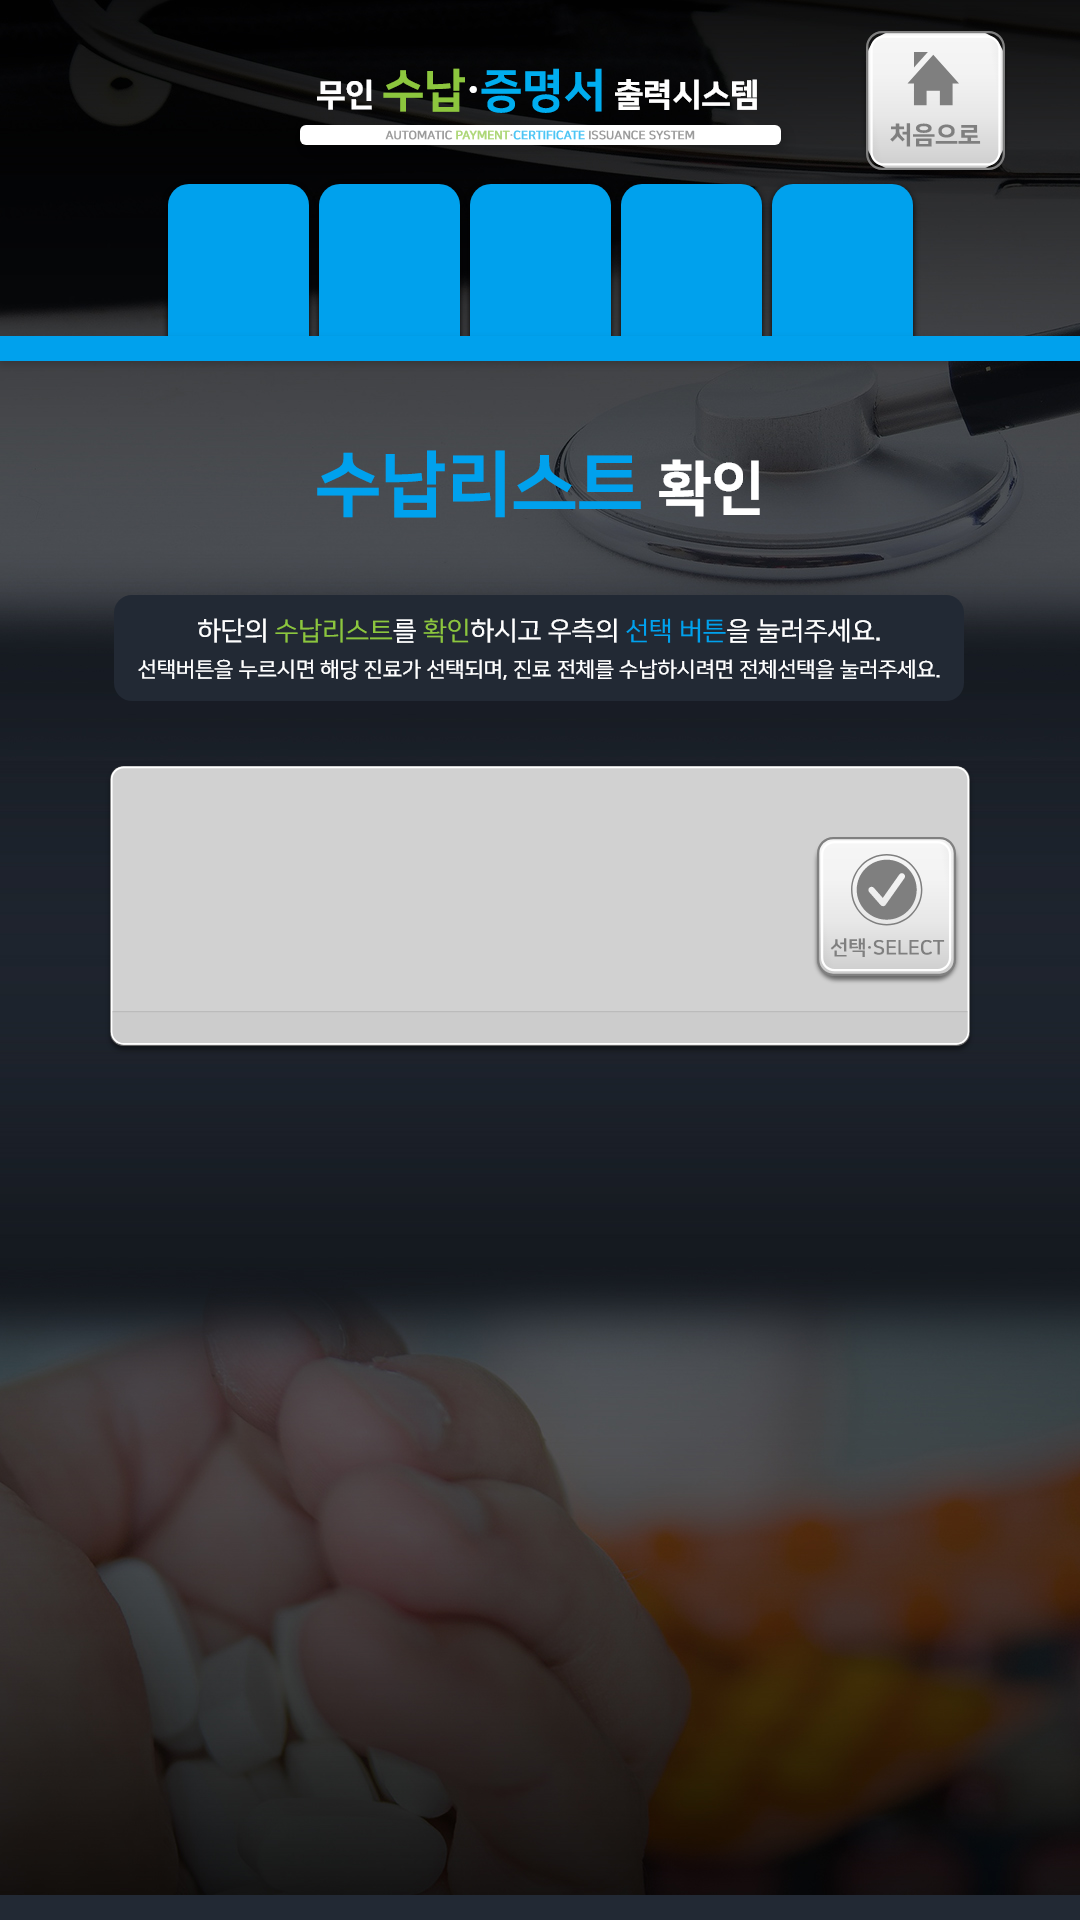 무인 수납·증명서 출력시스템
AUTOMATIC PAYMENT·CERTIFICATE ISSUANCE SYSTEM
처음으로
수납리스트 확인
하단의 수납리스트를 확인하시고 우측의 선택 버튼을 눌러주세요.
선택버튼을 누르시면 해당 진료가 선택되며, 진료 전체를 수납하시려면 전체선택을 눌러주세요.
선택·SELECT